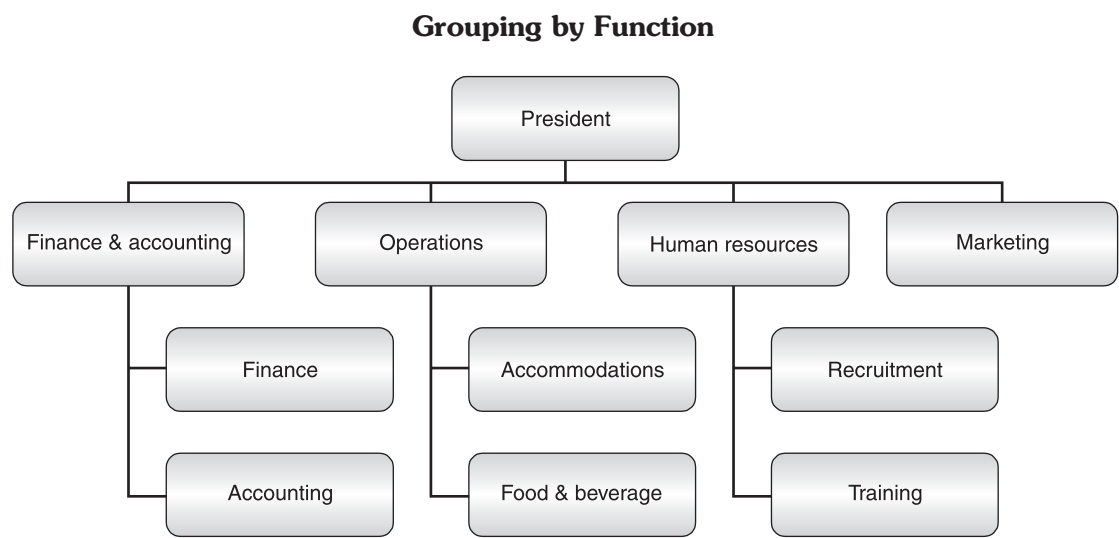 Grouping by Function
President
Finance & accounting
Operations
Human resources
Marketing
Finance
Accommodations
Recruitment
Accounting
Food & beverage
Training